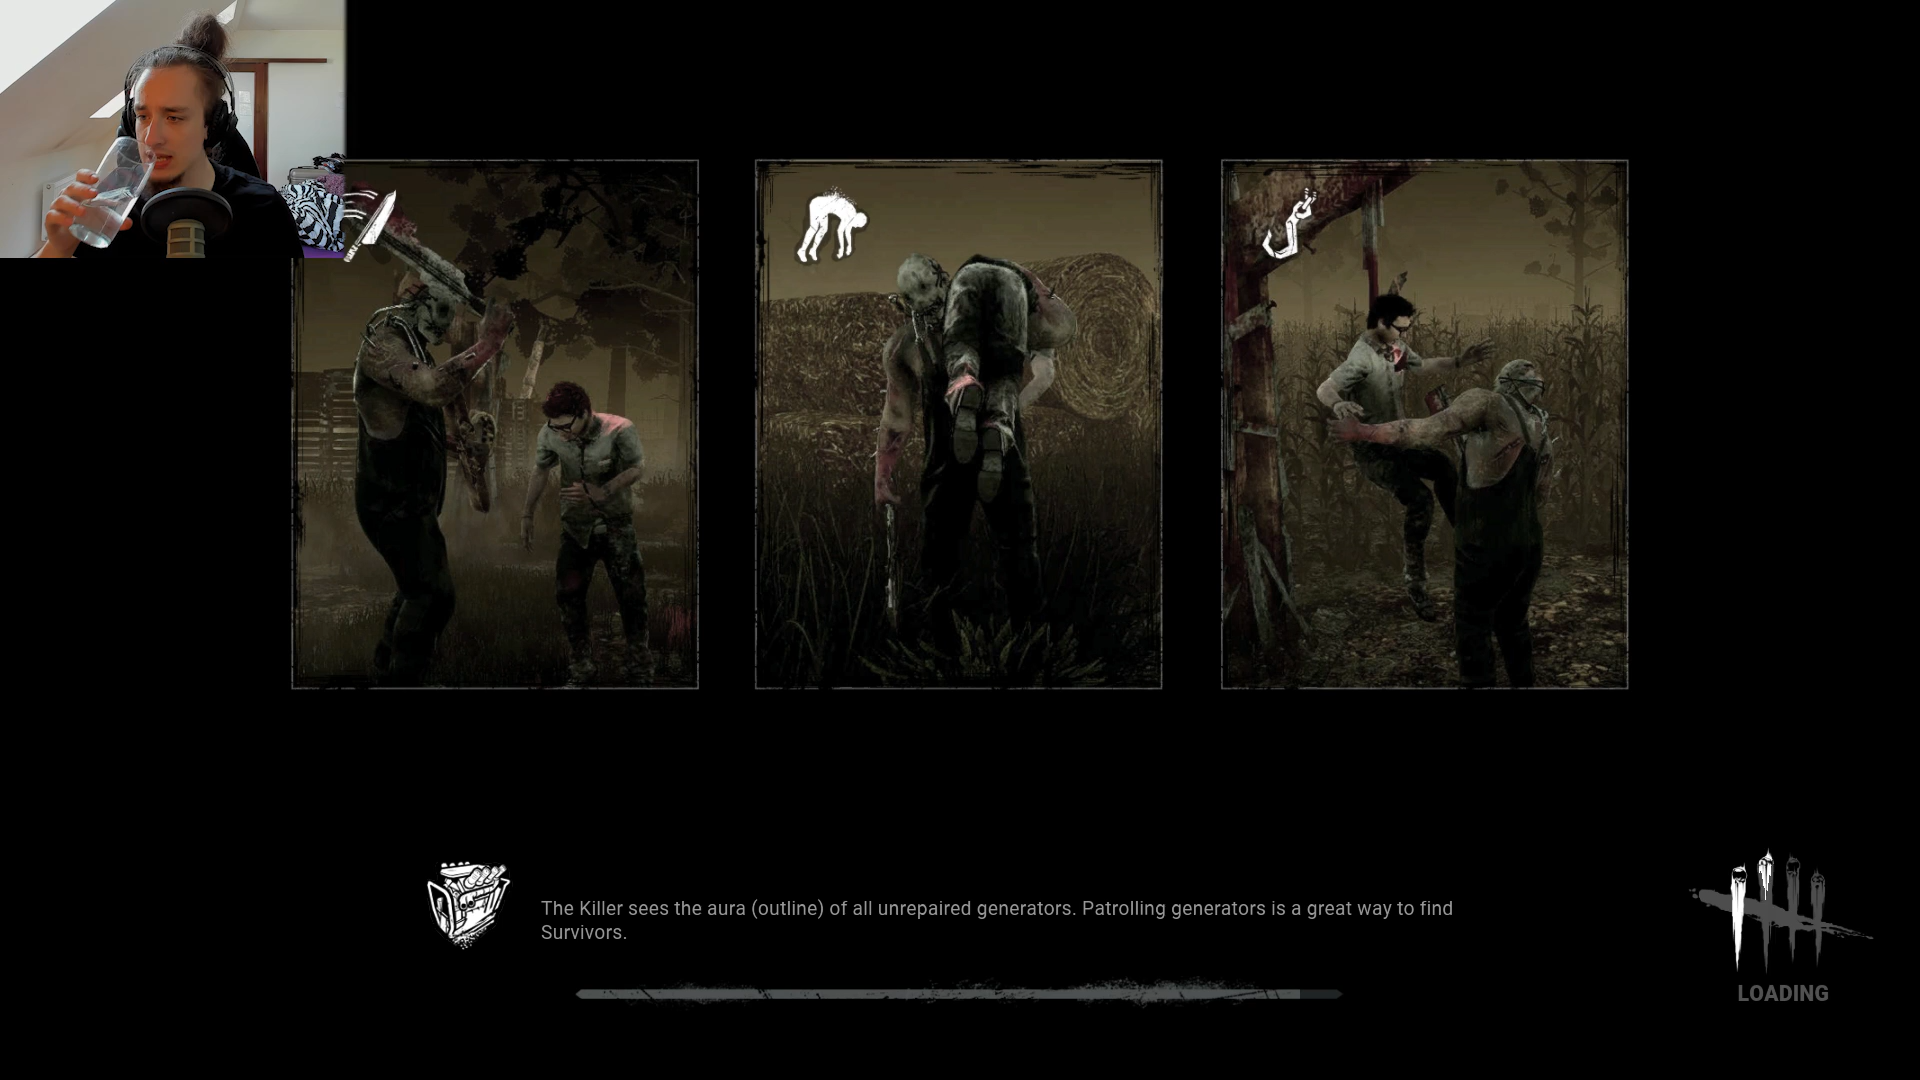 The Killer sees the aura (outline) of all unrepaired generators. Patrolling generators is a great way to find
Survivors.
LOADING